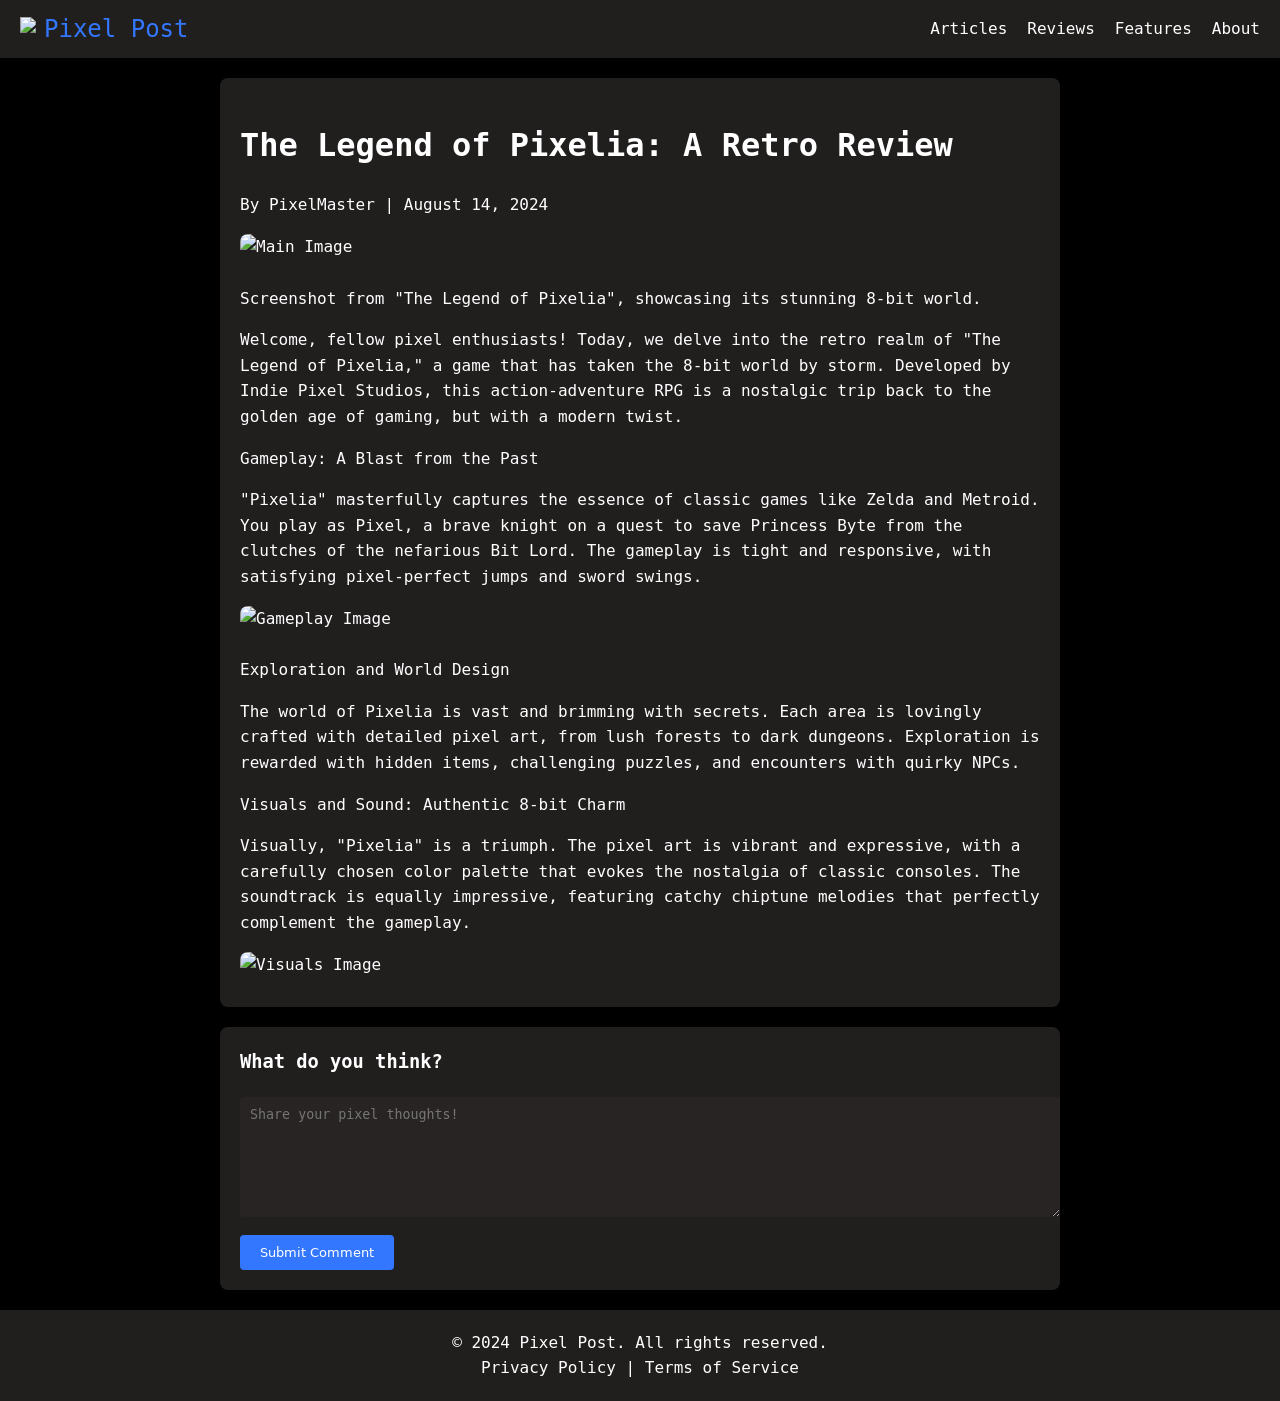 Pixel Post
Articles Reviews Features About
The Legend of Pixelia: A Retro Review
By PixelMaster | August 14, 2024
Main Image
Screenshot from "The Legend of Pixelia", showcasing its stunning 8-bit world.
Welcome, fellow pixel enthusiasts! Today, we delve into the retro realm of "The
Legend of Pixelia," a game that has taken the 8-bit world by storm. Developed by
Indie Pixel Studios, this action-adventure RPG is a nostalgic trip back to the
golden age of gaming, but with a modern twist.
Gameplay: A Blast from the Past
"Pixelia" masterfully captures the essence of classic games like Zelda and Metroid.
You play as Pixel, a brave knight on a quest to save Princess Byte from the
clutches of the nefarious Bit Lord. The gameplay is tight and responsive, with
satisfying pixel-perfect jumps and sword swings.
Gameplay Image
Exploration and World Design
The world of Pixelia is vast and brimming with secrets. Each area is lovingly
crafted with detailed pixel art, from lush forests to dark dungeons. Exploration is
rewarded with hidden items, challenging puzzles, and encounters with quirky NPCs.
Visuals and Sound: Authentic 8-bit Charm
Visually, "Pixelia" is a triumph. The pixel art is vibrant and expressive, with a
carefully chosen color palette that evokes the nostalgia of classic consoles. The
soundtrack is equally impressive, featuring catchy chiptune melodies that perfectly
complement the gameplay.
Visuals Image
What do you think?
Share your pixel thoughts!
Submit Comment
© 2024 Pixel Post. All rights reserved.
Privacy Policy | Terms of Service